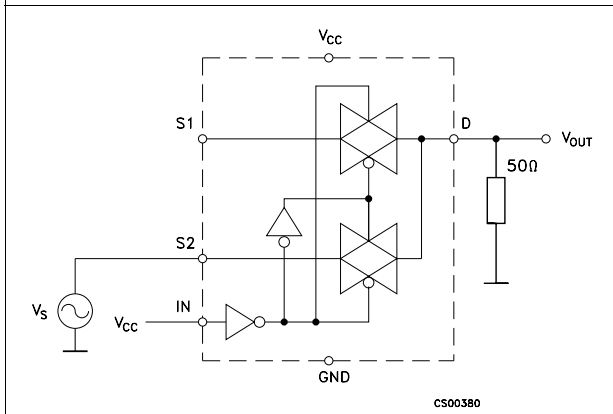 VCC
S1
D
VOUT
50Ω
S2
IN
VS
VCC
GND
CS00380